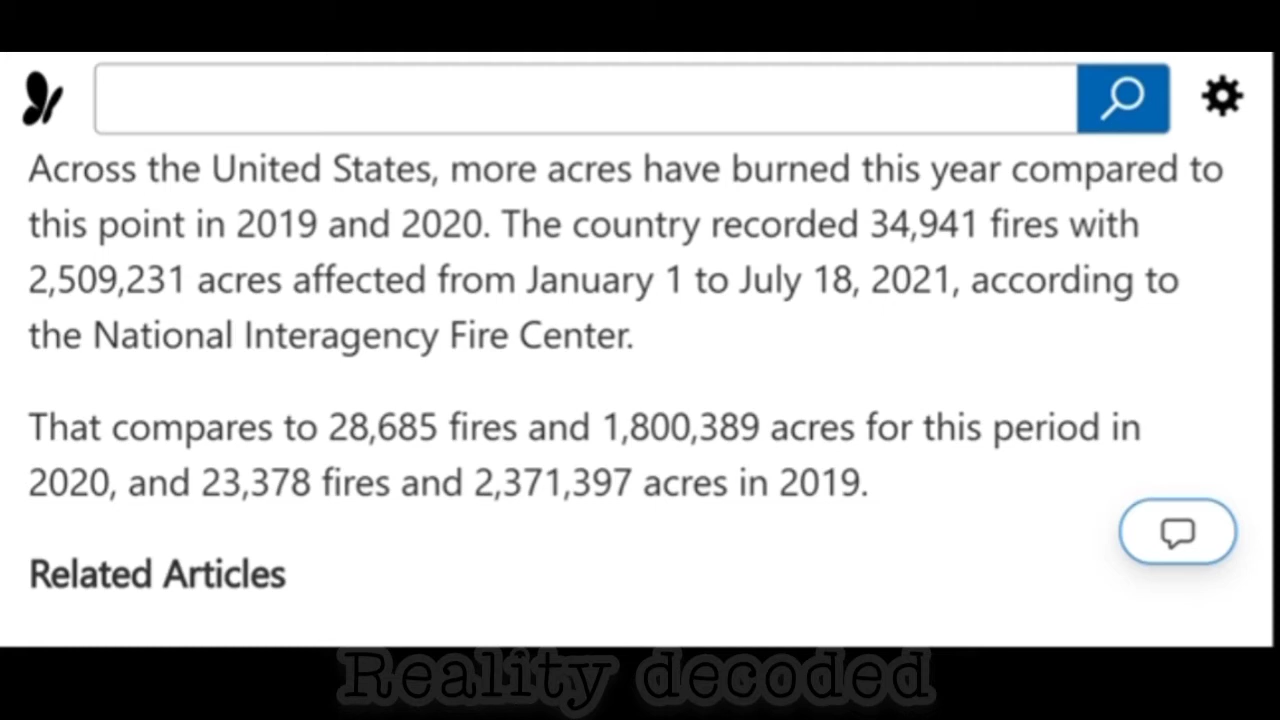 Across the United States, more acres have burned this year compared to
this point in 2019 and 2020. The country recorded 34,941 fires with
2,509,231 acres affected from January 1 to July 18, 2021, according to
the National Interagency Fire Center.
That compares to 28,685 fires and 1,800,389 acres for this period in
2020, and 23,378 fires and 2,371,397 acres in 2019.
Related Articles
Reality decoded